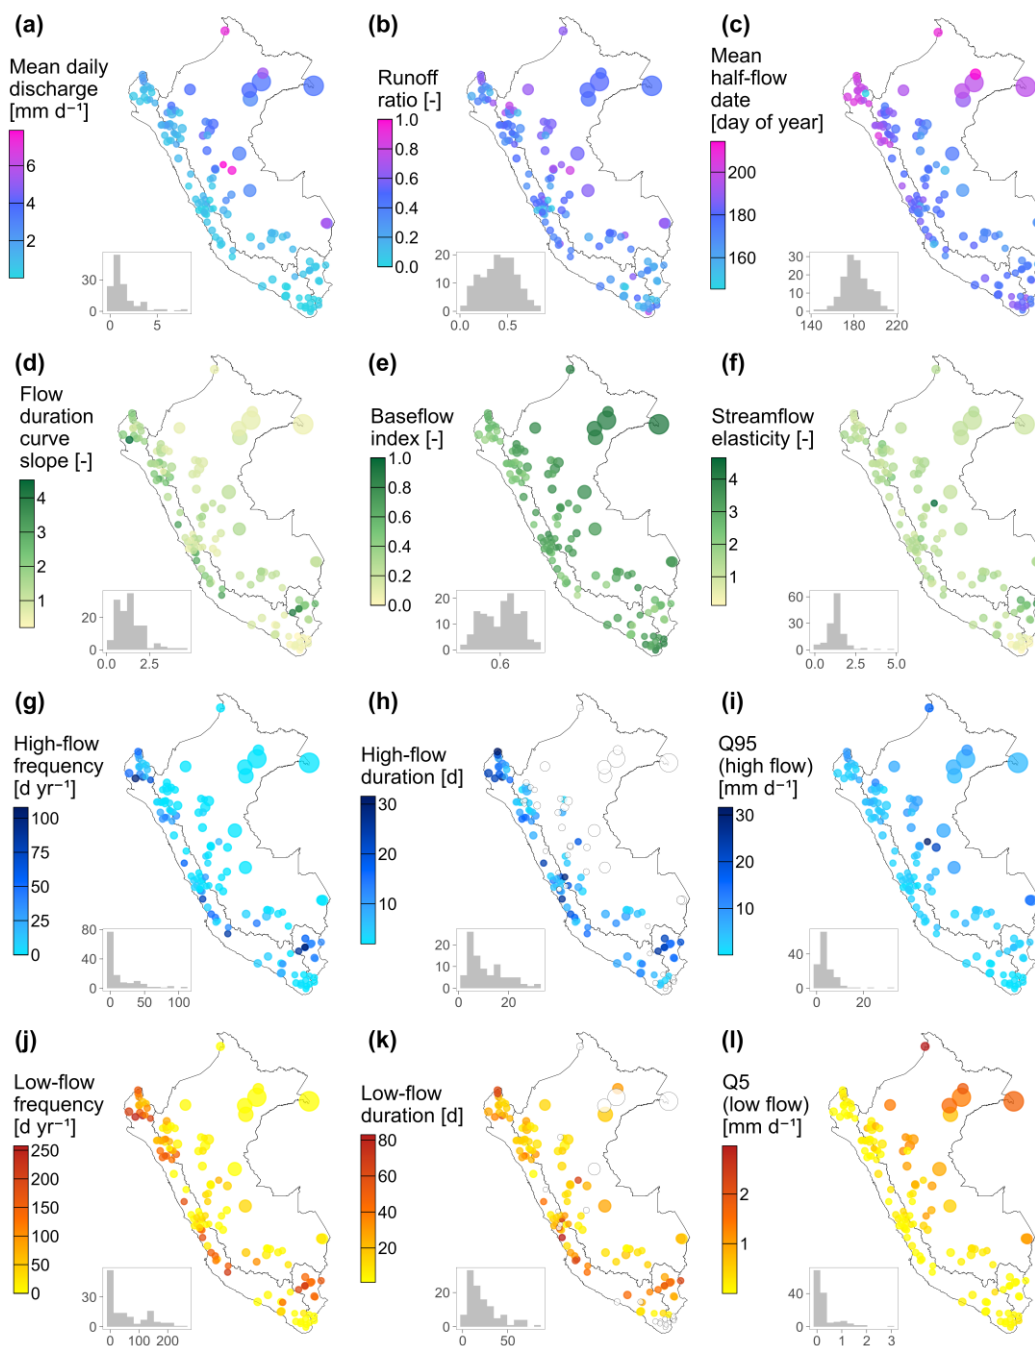 (a)
Mean daily
discharge
[mm d⁻¹]
6
4
2
30
0
0
5
(b)
Runoff
ratio [-]
1.0
0.8
0.6
0.4
0.2
0.0
20
10
0
0.0
0.5
(c)
Mean
half-flow
date
[day of year]
200
180
160
30
20
10
0
140
180
220
(d)
Flow
duration
curve
slope [-]
4
3
2
1
20
0
0.0
2.5
(e)
Baseflow
index [-]
1.0
0.8
0.6
0.4
0.2
0.0
20
10
0
0.6
(f)
Streamflow
elasticity [-]
4
3
2
1
60
30
0
0.0
2.5
5.0
(g)
High-flow
frequency
[d yr⁻¹]
100
75
50
25
0
80
40
0
0
50
100
(h)
High-flow
duration [d]
30
20
10
20
10
0
0
20
(i)
Q95
(high flow)
[mm d⁻¹]
30
20
10
40
0
0
20
(j)
Low-flow
frequency
[d yr⁻¹]
250
200
150
100
50
0
30
0
0
100
200
(k)
Low-flow
duration [d]
80
60
40
20
20
10
0
0
50
(l)
Q5
(low flow)
[mm d⁻¹]
2
1
40
0
0
1
2
3